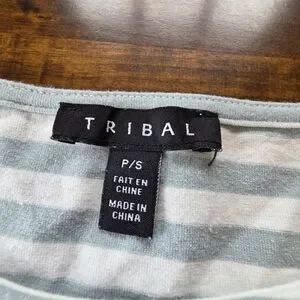 TRIBAL
P/S
FAIT EN
CHINE
MADE IN
CHINA